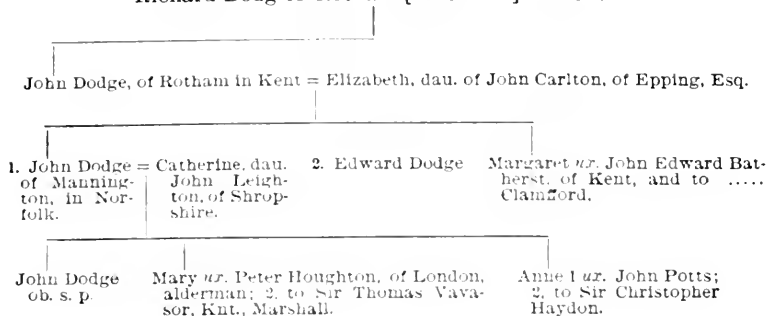 John Dodge, of Rotham in Kent = Elizabeth, dau. of John Carlton, of Epping, Esq.
1. John Dodge = Catherine, dau.
of Manning- John Leigh-
ton, in Nor- ton, of Shrop-
folk. shire.
2. Edward Dodge
Margaret ux. John Edward Bat-
herst, of Kent, and to .....
Clamfford.
John Dodge
ob. s. p.
Mary ux. Peter Houghton, of London,
alderman; 2, to Sir Thomas Vava-
sor, Knt., Marshall.
Anne 1 ux. John Potts;
2, to Sir Christopher
Haydon.